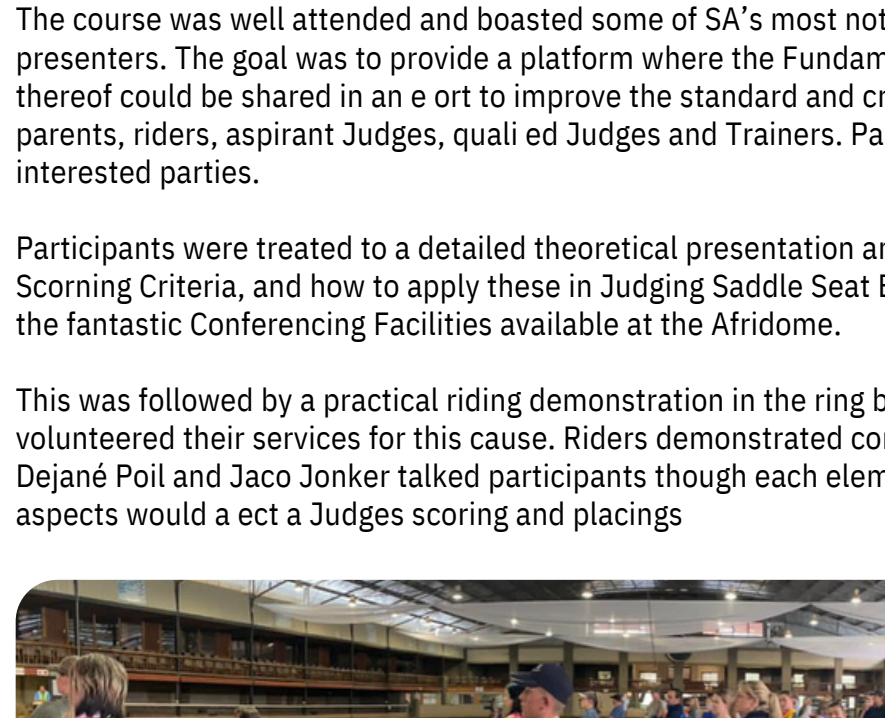 The course was well attended and boasted some of SA's most not
presenters. The goal was to provide a platform where the Fundam
thereof could be shared in an e ort to improve the standard and cr
parents, riders, aspirant Judges, quali ed Judges and Trainers. Pa
interested parties.
Participants were treated to a detailed theoretical presentation an
Scorning Criteria, and how to apply these in Judging Saddle Seat E
the fantastic Conferencing Facilities available at the Afridome.
This was followed by a practical riding demonstration in the ring b
volunteered their services for this cause. Riders demonstrated cor
Dejané Poil and Jaco Jonker talked participants though each elem
aspects would a ect a Judges scoring and placings